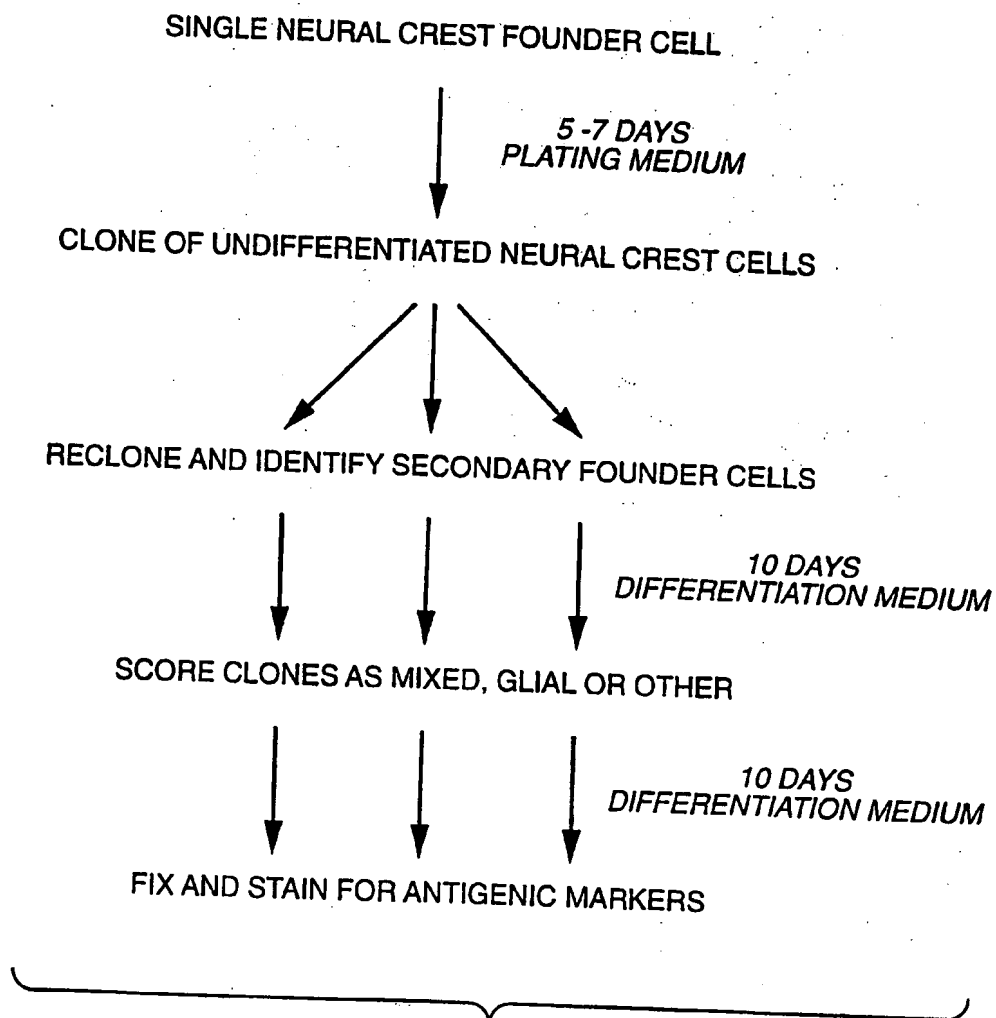 SINGLE NEURAL CREST FOUNDER CELL
5 -7 DAYS
PLATING MEDIUM
CLONE OF UNDIFFERENTIATED NEURAL CREST CELLS
RECLONE AND IDENTIFY SECONDARY FOUNDER CELLS
10 DAYS
DIFFERENTIATION MEDIUM
SCORE CLONES AS MIXED, GLIAL OR OTHER
10 DAYS
DIFFERENTIATION MEDIUM
FIX AND STAIN FOR ANTIGENIC MARKERS